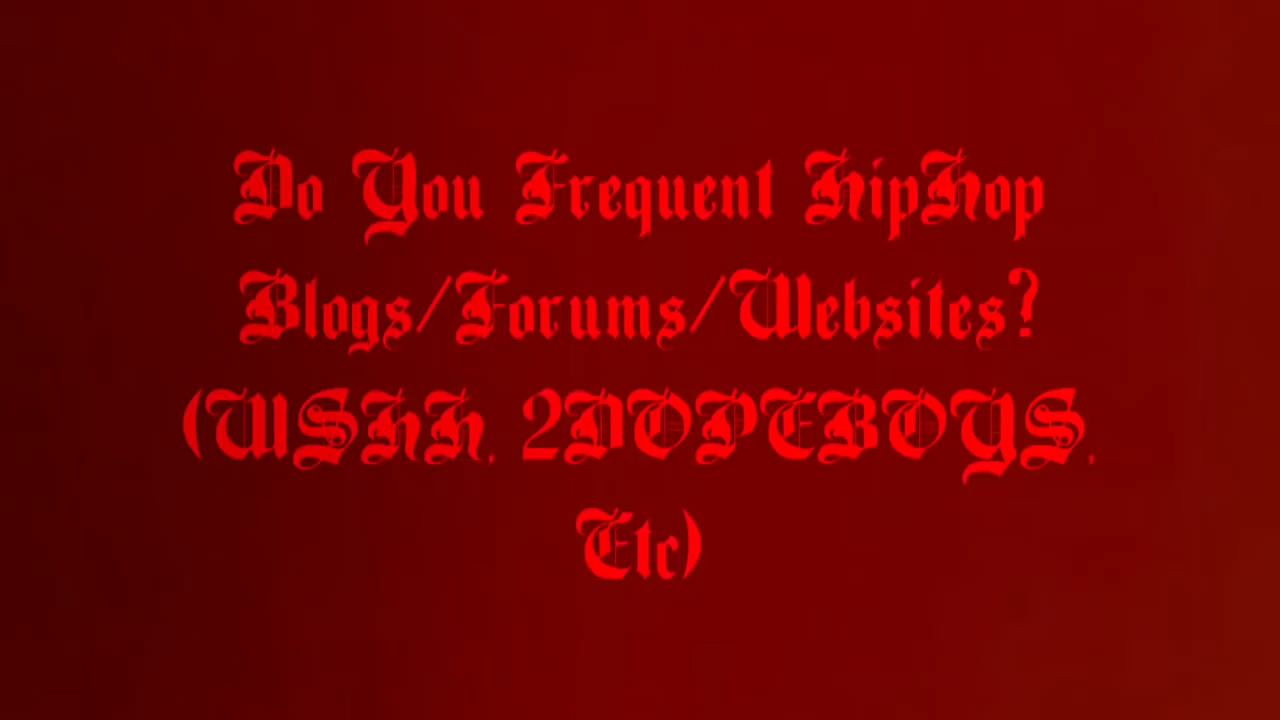 Do You Frequent HipHop
Blogs/Forums/Websites?
(WSHH, 2DOPEBOYS,
Etc)